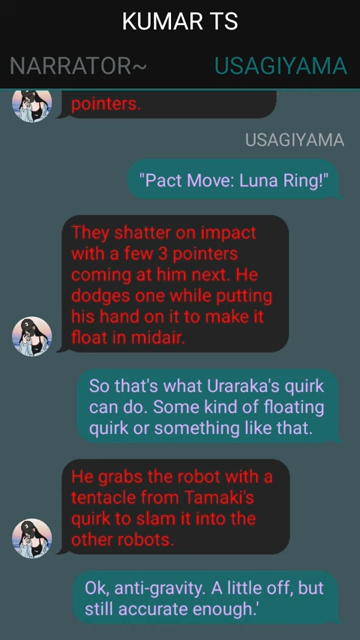 KUMAR TS
NARRATOR~ USAGIYAMA
pointers.
USAGIYAMA
"Pact Move: Luna Ring!"
They shatter on impact
with a few 3 pointers
coming at him next. He
dodges one while putting
his hand on it to make it
float in midair.
So that's what Uraraka's quirk
can do. Some kind of floating
quirk or something like that.
He grabs the robot with a
tentacle from Tamaki's
quirk to slam it into the
other robots.
Ok, anti-gravity. A little off, but
still accurate enough.'